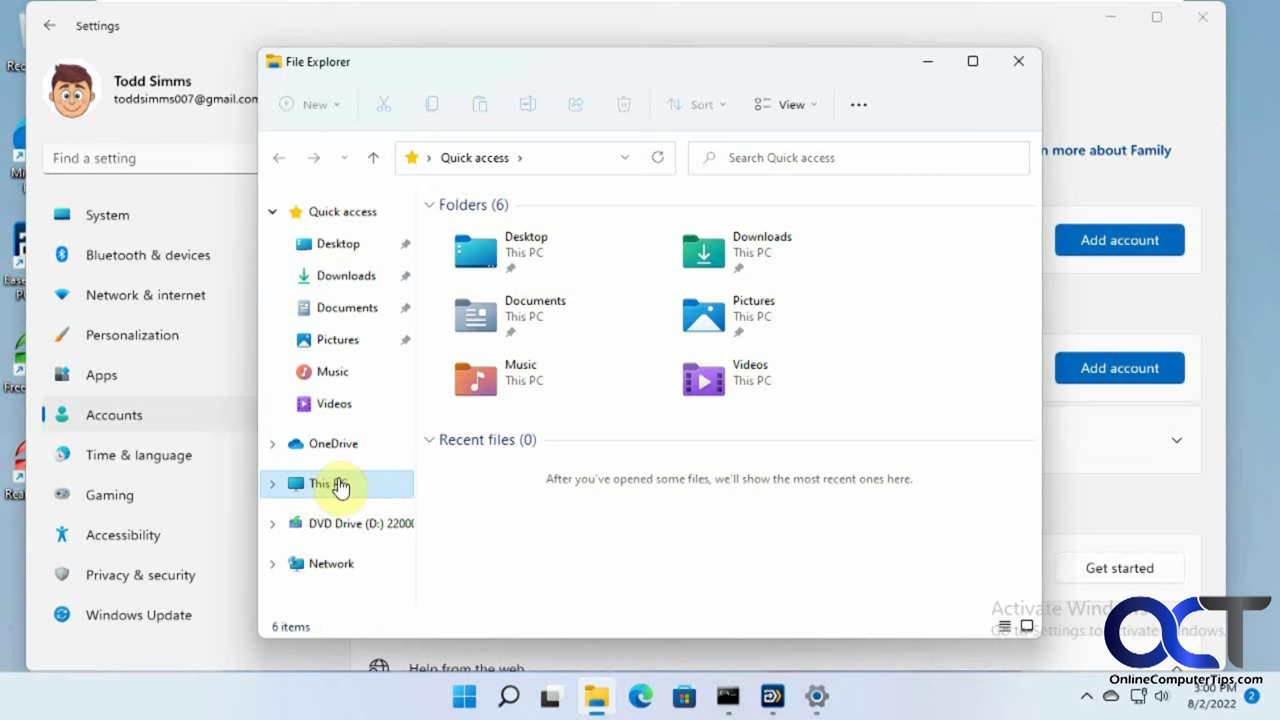 Settings
Todd Simms
toddsimms007@gmail.com
Find a setting
System
Bluetooth & devices
Network & internet
Personalization
Apps
Accounts
Time & language
Gaming
Accessibility
Privacy & security
Windows Update
File Explorer
New
Sort
View
Quick access
Search Quick access
Quick access
Desktop
Downloads
Documents
Pictures
Music
Videos
OneDrive
This PC
DVD Drive (D:) 2200
Network
Folders (6)
Desktop
This PC
Downloads
This PC
Documents
This PC
Pictures
This PC
Music
This PC
Videos
This PC
Recent files (0)
After you've opened some files, we'll show the most recent ones here.
6 items
more about Family
Add account
Add account
Get started
Activate Windows
Go to Settings to activate Windows.
Help from the web
OCT
OnlineComputerTips.com
3:00 PM
8/2/2022
2